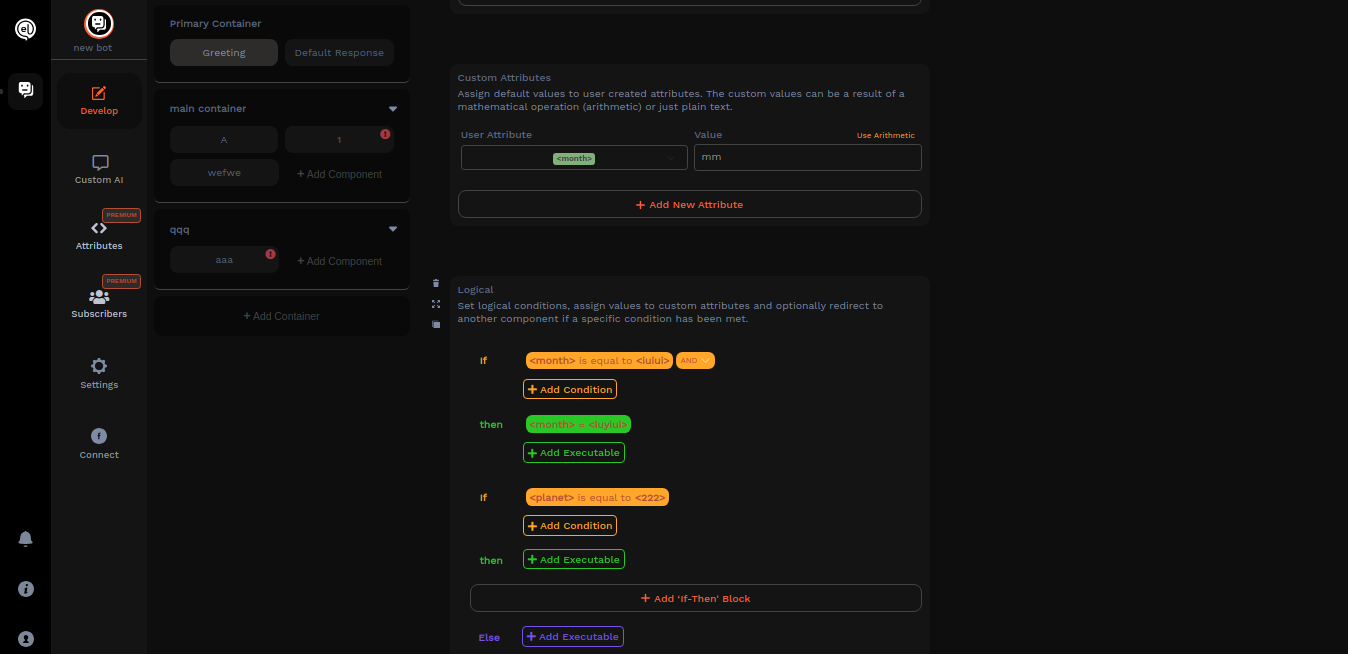 el
new bot
Develop
Custom AI
PREMIUM
Attributes
PREMIUM
Subscribers
Settings
Connect
Primary Container
Greeting
Default Response
main container
A
1
wefwe
+ Add Component
qqq
aaa
+ Add Component
+ Add Container
Custom Attributes
Assign default values to user created attributes. The custom values can be a result of a
mathematical operation (arithmetic) or just plain text.
User Attribute
Value
Use Arithmetic
<month>
mm
+ Add New Attribute
Logical
Set logical conditions, assign values to custom attributes and optionally redirect to
another component if a specific condition has been met.
If
<month> is equal to <iuiui>
AND
+ Add Condition
then
<month> = <iuyiui>
+ Add Executable
If
<planet> is equal to <222>
+ Add Condition
then
+ Add Executable
+ Add 'If-Then' Block
Else
+ Add Executable